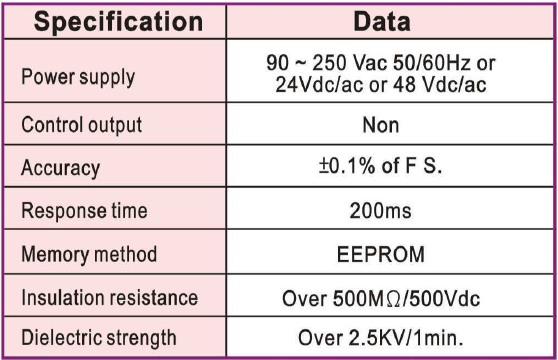 Specification Data
Power supply 90 ~ 250 Vac 50/60Hz or
24Vdc/ac or 48 Vdc/ac
Control output Non
Accuracy ±0.1% of F S.
Response time 200ms
Memory method EEPROM
Insulation resistance Over 500MΩ/500Vdc
Dielectric strength Over 2.5KV/1min.